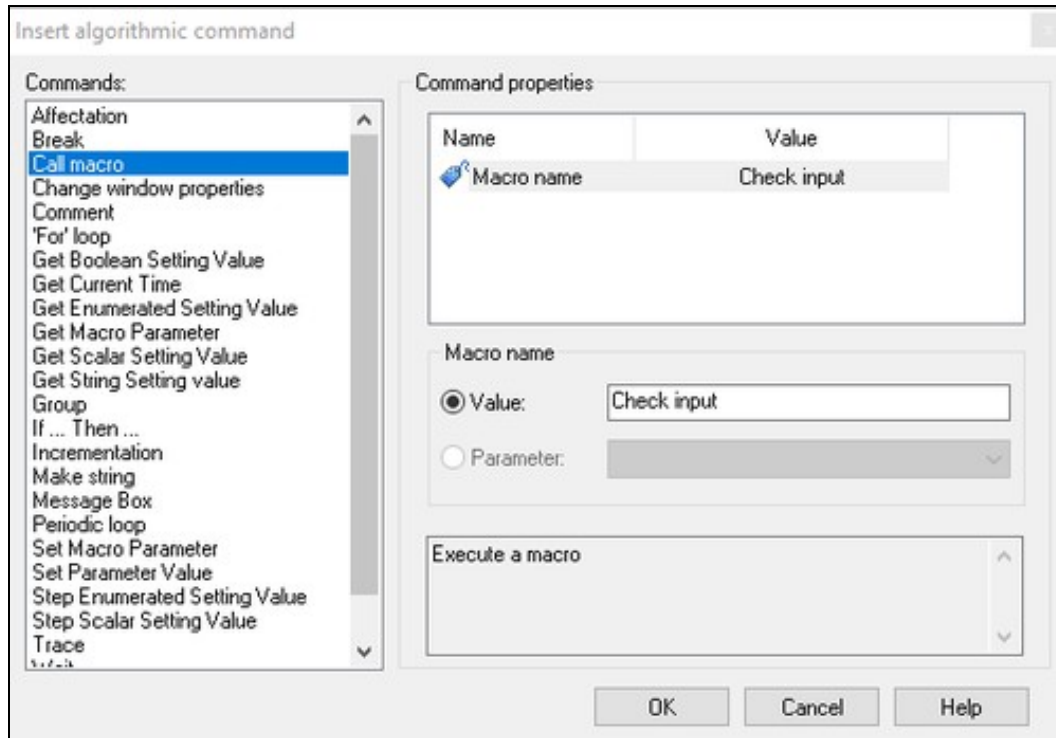 Insert algorithmic command
Commands:
Affectation
Break
Call macro
Change window properties
Comment
'For' loop
Get Boolean Setting Value
Get Current Time
Get Enumerated Setting Value
Get Macro Parameter
Get Scalar Setting Value
Get String Setting value
Group
If ... Then ...
Incrementation
Make string
Message Box
Periodic loop
Set Macro Parameter
Set Parameter Value
Step Enumerated Setting Value
Step Scalar Setting Value
Trace
Command properties
Name Value
Macro name Check input
Macro name
Value: Check input
Parameter:
Execute a macro
OK Cancel Help